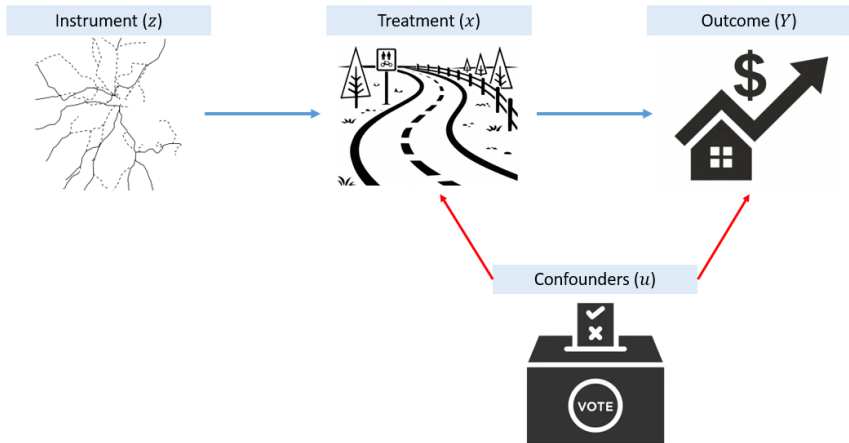 Instrument (z)
Treatment (x)
Outcome (Y)
$
Confounders (u)
VOTE